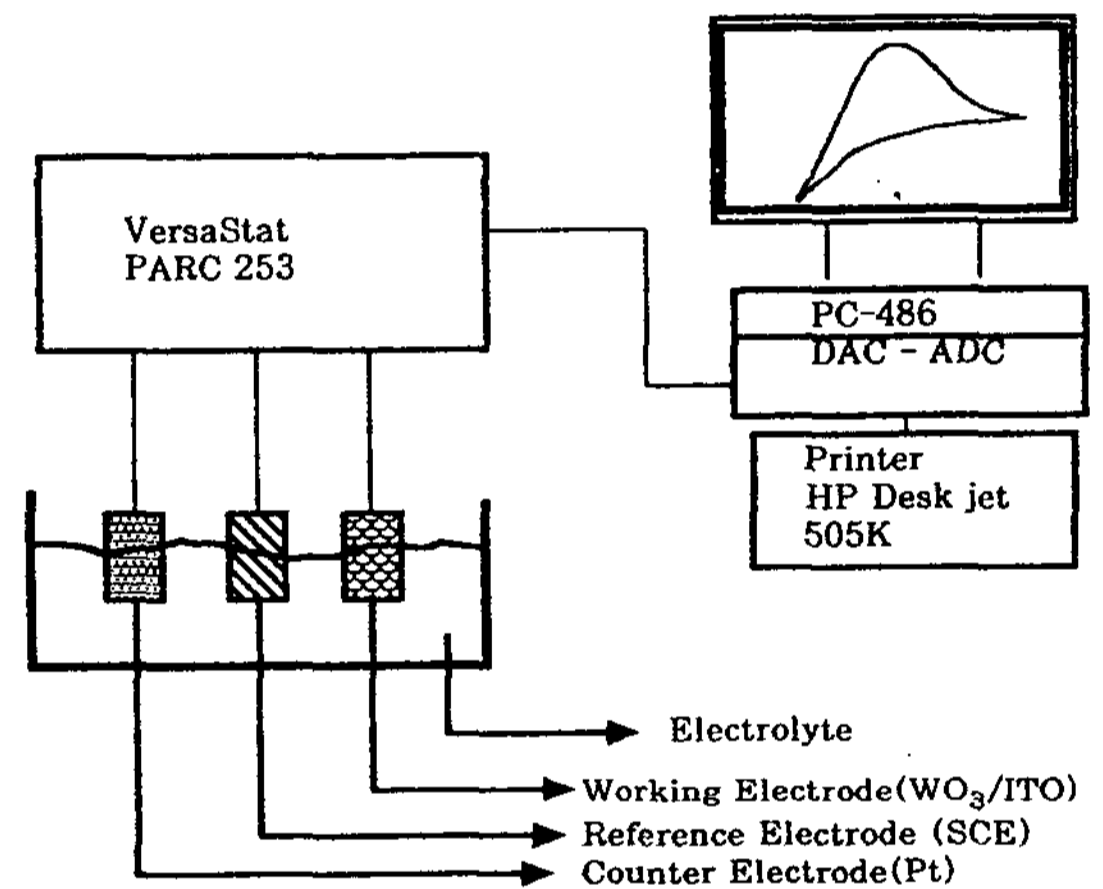 VersaStat
PARC 253
PC-486
DAC - ADC
Printer
HP Desk jet
505K
Electrolyte
Working Electrode(WO₃/ITO)
Reference Electrode (SCE)
Counter Electrode(Pt)